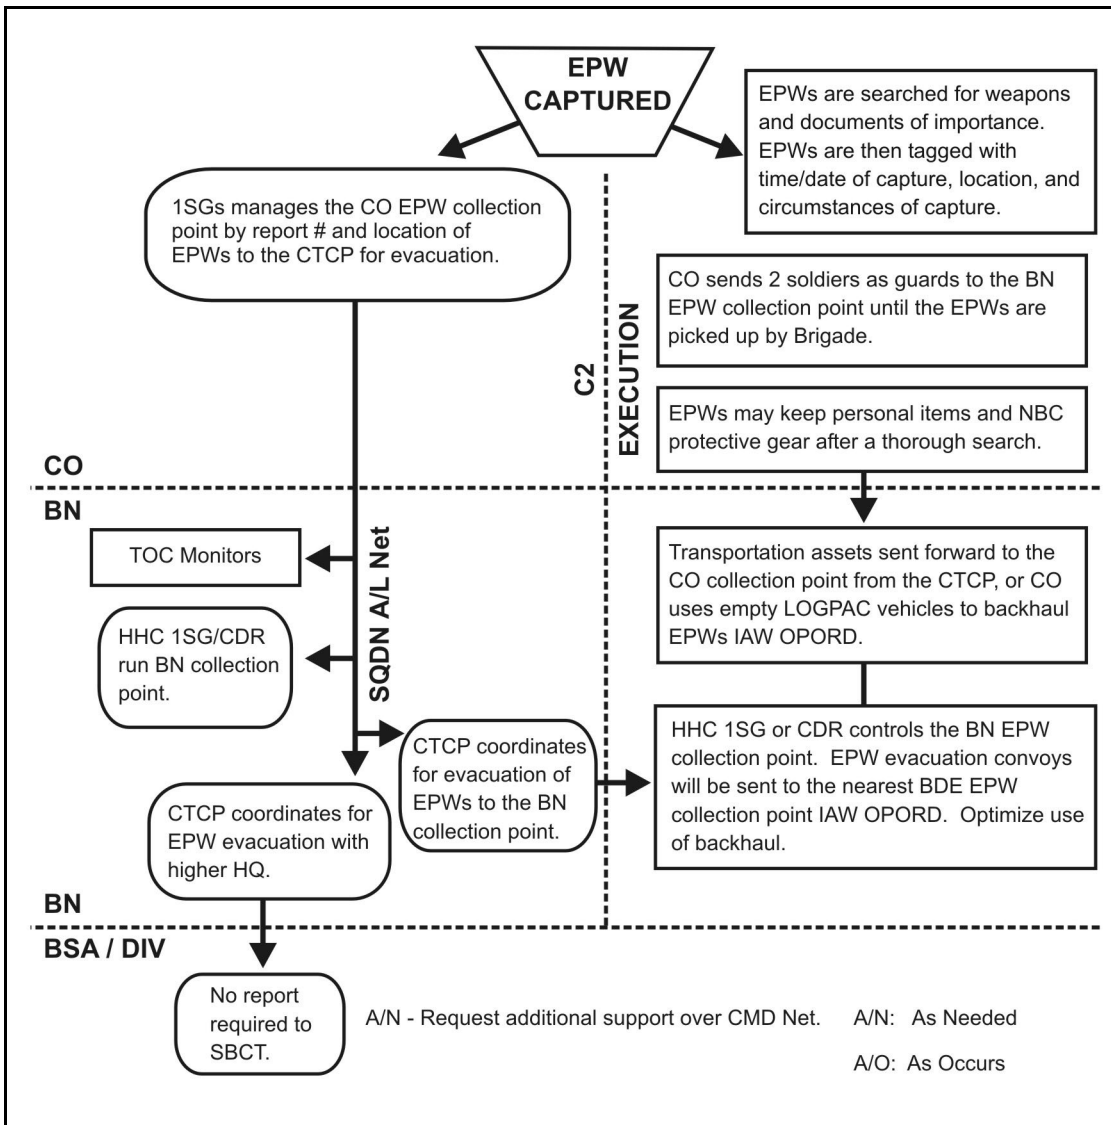 EPW
CAPTURED
EPWs are searched for weapons
and documents of importance.
EPWs are then tagged with
time/date of capture, location, and
circumstances of capture.
1SGs manages the CO EPW collection
point by report # and location of
EPWs to the CTCP for evacuation.
CO sends 2 soldiers as guards to the BN
EPW collection point until the EPWs are
picked up by Brigade.
C2
EXECUTION
EPWs may keep personal items and NBC
protective gear after a thorough search.
CO
BN
TOC Monitors
SQDN A/L Net
Transportation assets sent forward to the
CO collection point from the CTCP, or CO
uses empty LOGPAC vehicles to backhaul
EPWs IAW OPORD.
HHC 1SG/CDR
run BN collection
point.
CTCP coordinates
for evacuation of
EPWs to the BN
collection point.
HHC 1SG or CDR controls the BN EPW
collection point.  EPW evacuation convoys
will be sent to the nearest BDE EPW
collection point IAW OPORD.  Optimize use
of backhaul.
CTCP coordinates for
EPW evacuation with
higher HQ.
BN
BSA / DIV
No report
required to
SBCT.
A/N - Request additional support over CMD Net.
A/N:   As Needed
A/O:  As Occurs